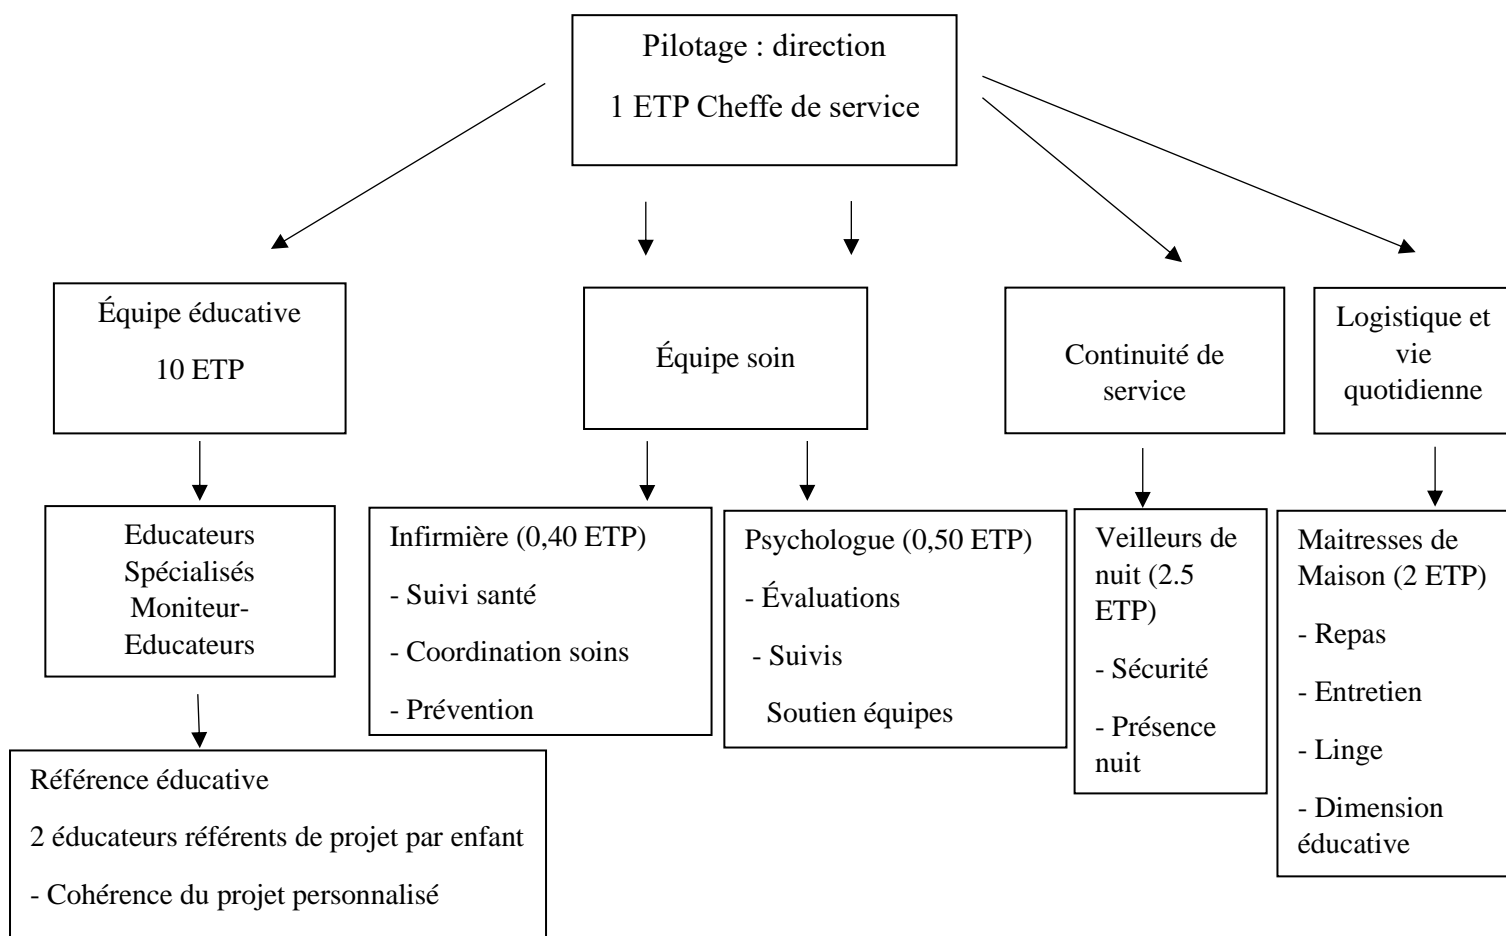 Pilotage : direction
1 ETP Cheffe de service
Équipe éducative
10 ETP
Équipe soin
Continuité de
service
Logistique et
vie
quotidienne
Educateurs
Spécialisés
Moniteur-
Educateurs
Infirmière (0,40 ETP)
- Suivi santé
- Coordination soins
- Prévention
Psychologue (0,50 ETP)
- Évaluations
- Suivis
Soutien équipes
Veilleurs de
nuit (2.5
ETP)
- Sécurité
- Présence
nuit
Maitresses de
Maison (2 ETP)
- Repas
- Entretien
- Linge
- Dimension
éducative
Référence éducative
2 éducateurs référents de projet par enfant
- Cohérence du projet personnalisé